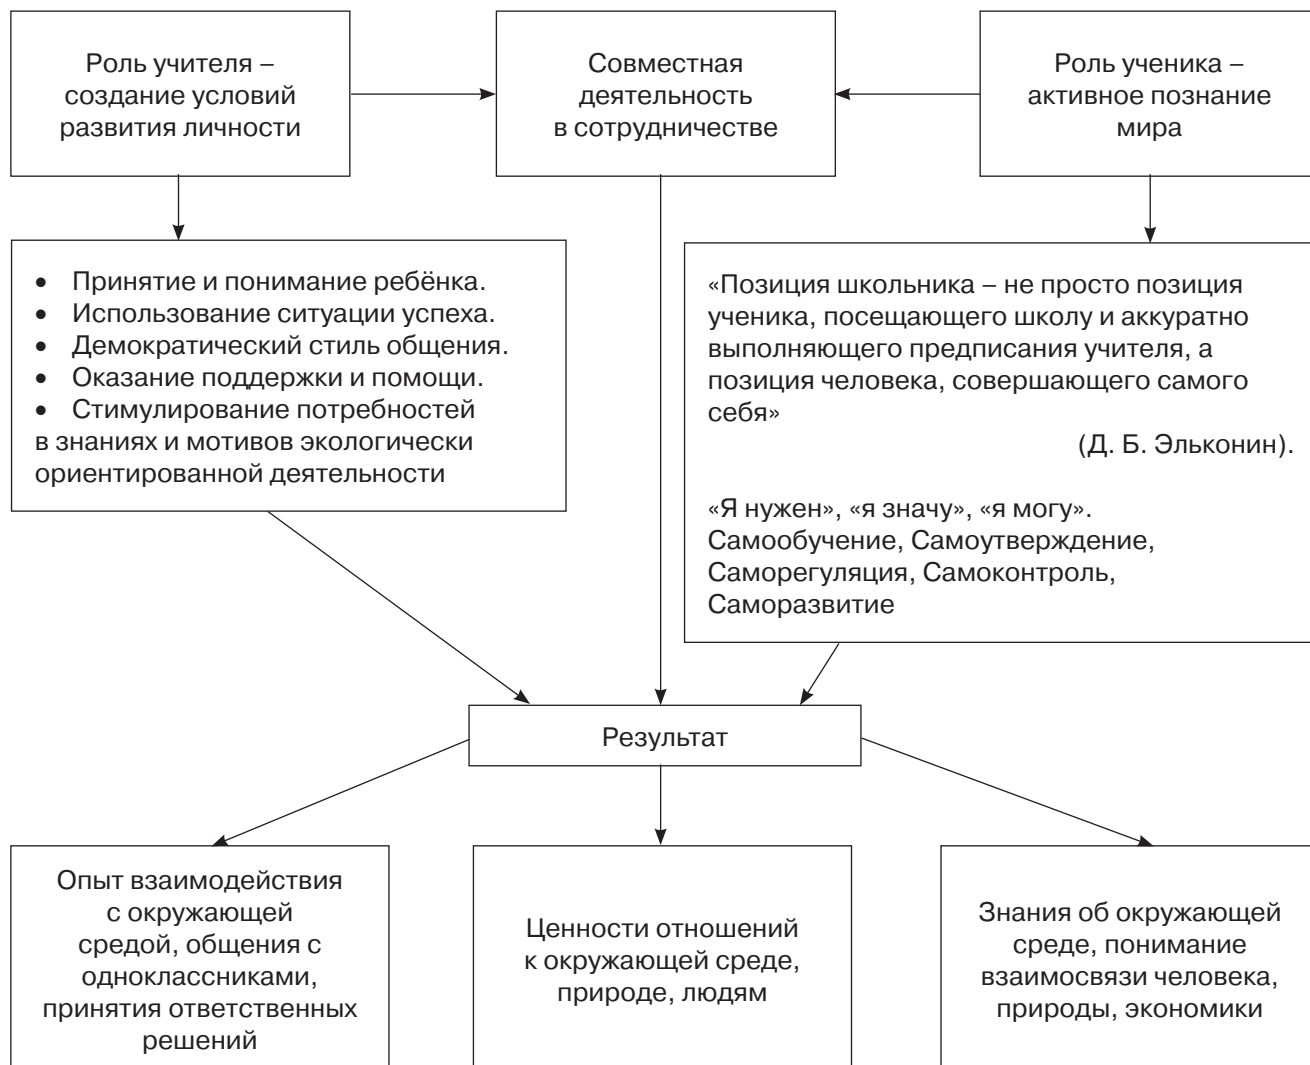 Роль учителя –
создание условий
развития личности
Совместная
деятельность
в сотрудничестве
Роль ученика –
активное познание
мира
• Принятие и понимание ребёнка.
• Использование ситуации успеха.
• Демократический стиль общения.
• Оказание поддержки и помощи.
• Стимулирование потребностей
в знаниях и мотивов экологически
ориентированной деятельности
«Позиция школьника – не просто позиция
ученика, посещающего школу и аккуратно
выполняющего предписания учителя, а
позиция человека, совершающего самого
себя»
(Д. Б. Эльконин).
«Я нужен», «я значу», «я могу».
Самообучение, Самоутверждение,
Саморегуляция, Самоконтроль,
Саморазвитие
Результат
Опыт взаимодействия
с окружающей
средой, общения с
одноклассниками,
принятия ответственных
решений
Ценности отношений
к окружающей среде,
природе, людям
Знания об окружающей
среде, понимание
взаимосвязи человека,
природы, экономики